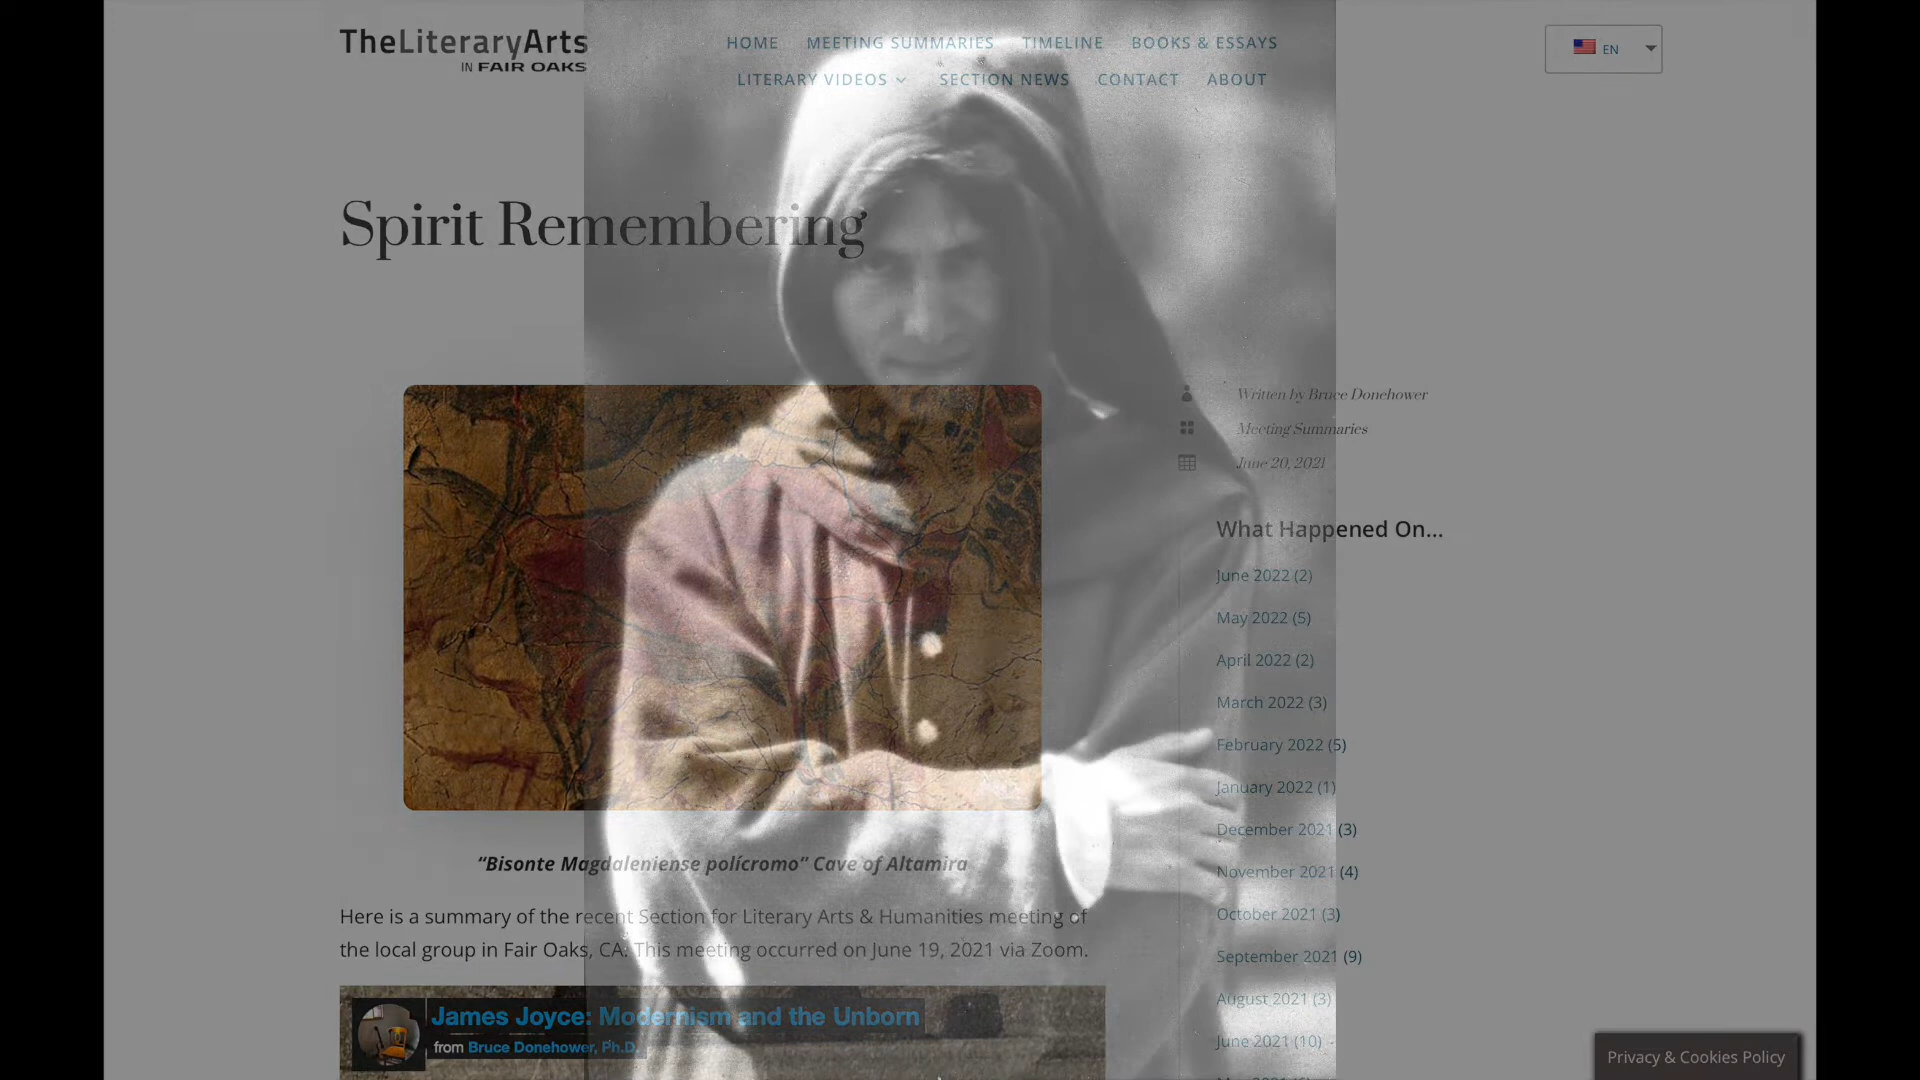 TheLiteraryArts
IN FAIR OAKS
HOME MEETING SUMMARIES TIMELINE BOOKS & ESSAYS
LITERARY VIDEOS SECTION NEWS CONTACT ABOUT
EN
Spirit Remembering
Written by Bruce Donehower
Meeting Summaries
June 20, 2021
What Happened On...
June 2022 (2)
May 2022 (5)
April 2022 (2)
March 2022 (3)
February 2022 (5)
January 2022 (1)
December 2021 (3)
November 2021 (4)
October 2021 (3)
September 2021 (9)
August 2021 (3)
June 2021 (10)
“Bisonte Magdaleniense polícromo” Cave of Altamira
Here is a summary of the recent Section for Literary Arts & Humanities meeting of
the local group in Fair Oaks, CA. This meeting occurred on June 19, 2021 via Zoom.
James Joyce: Modernism and the Unborn
from Bruce Donehower, Ph.D.
Privacy & Cookies Policy